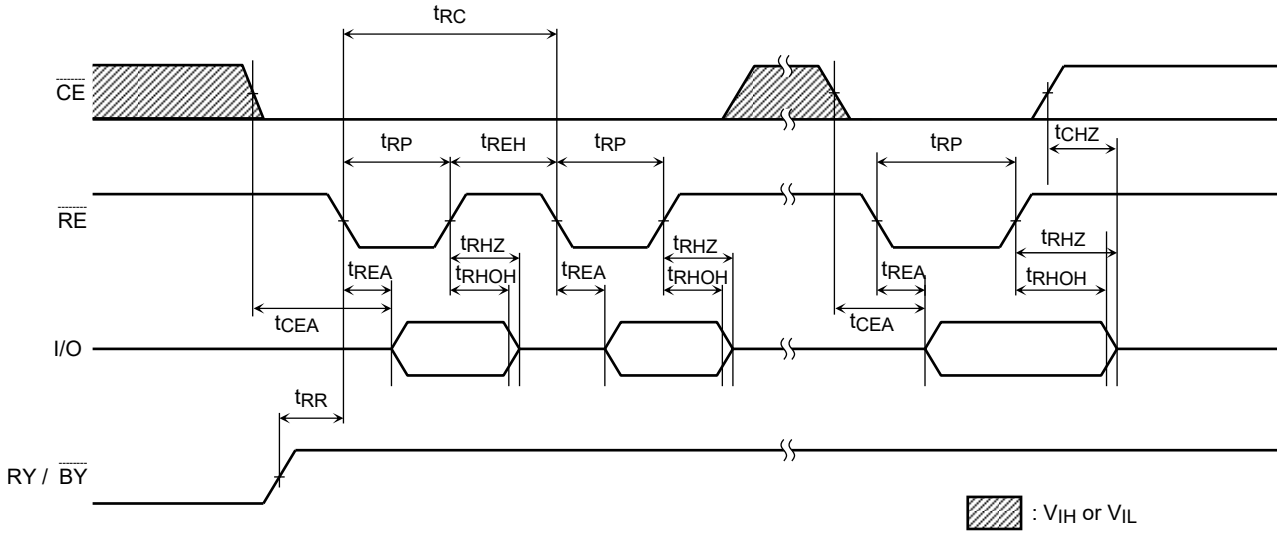 tRC
CE
tCHZ
tRP tREH tRP tRP
RE
tRHZ tRHZ tRHZ
tREA tRHOH tREA tRHOH tREA tRHOH
tCEA tCEA
I/O
tRR
RY / BY
: VIH or VIL